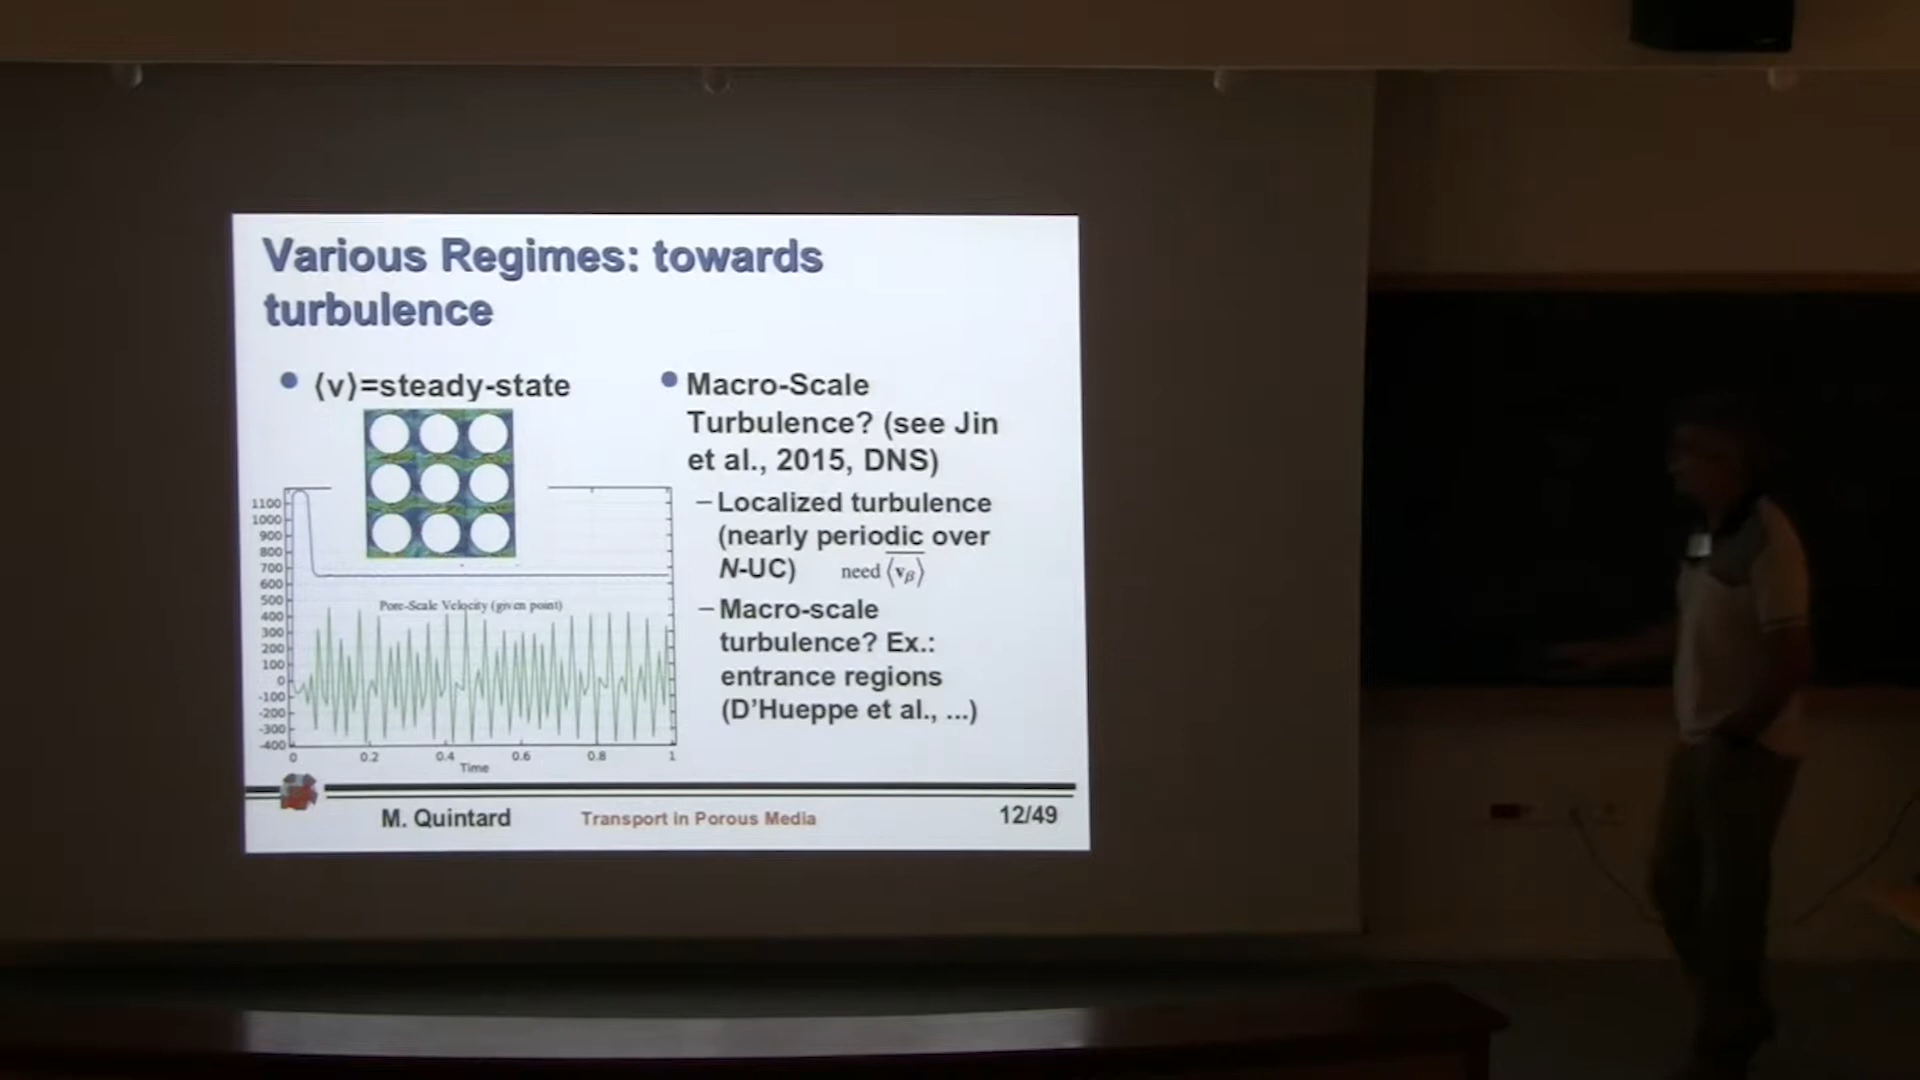 Various Regimes: towards
turbulence
⟨v⟩=steady-state
1100
1000
900
800
700
600
500
400
300
200
100
0
-100
-200
-300
-400
Pore-Scale Velocity (given point)
0 0.2 0.4 0.6 0.8 1
Time
Macro-Scale
Turbulence? (see Jin
et al., 2015, DNS)
–Localized turbulence
(nearly periodic over
N-UC) need ⟨v_β⟩
–Macro-scale
turbulence? Ex.:
entrance regions
(D'Hueppe et al., ...)
M. Quintard Transport in Porous Media 12/49